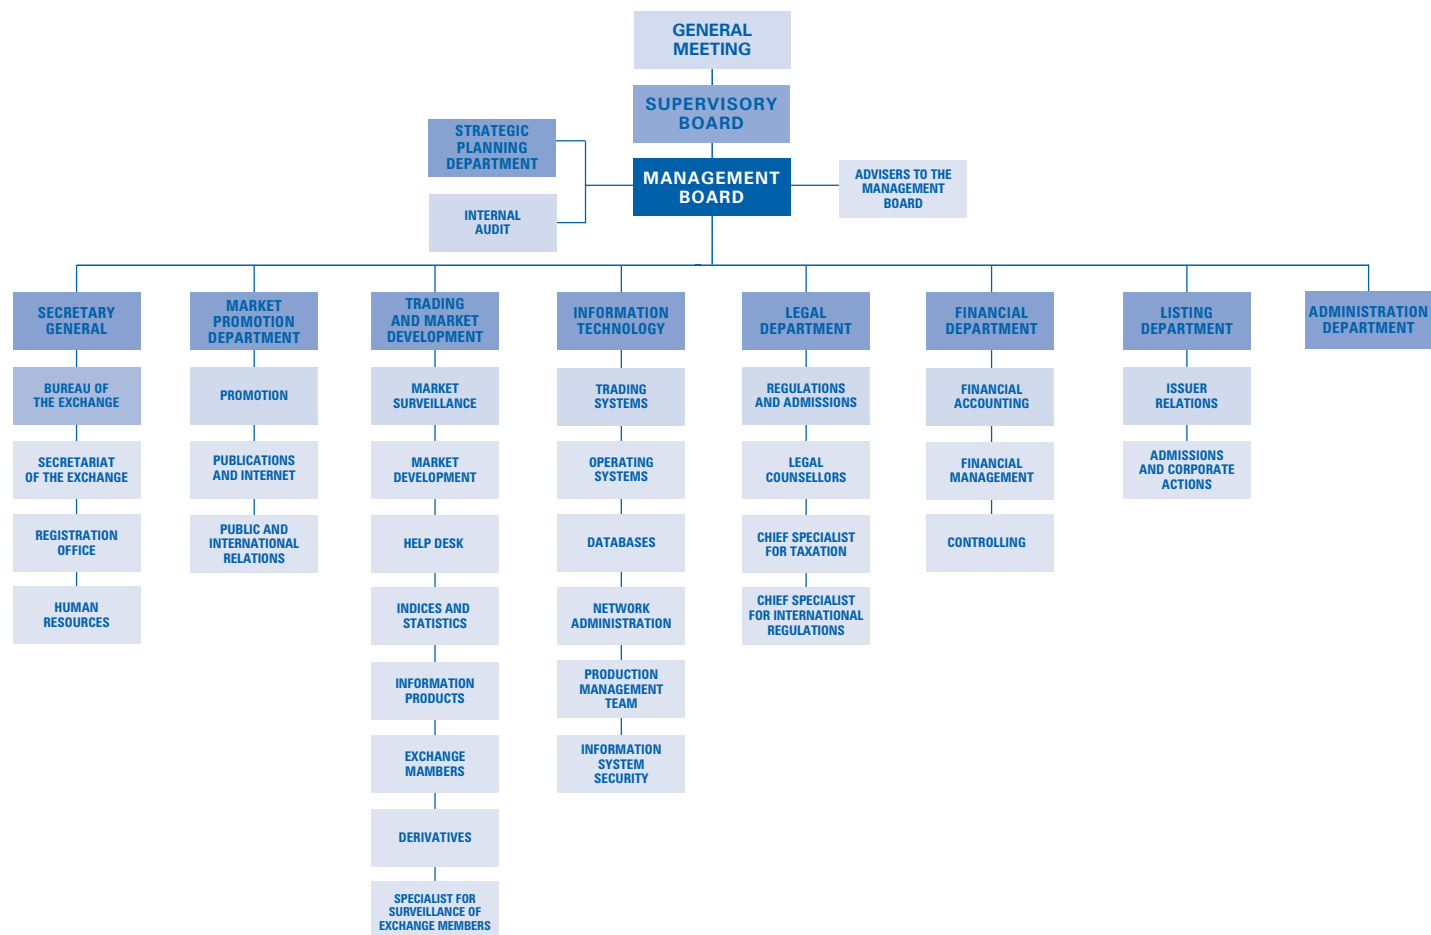 GENERAL
MEETING
SUPERVISORY
BOARD
STRATEGIC
PLANNING
DEPARTMENT
MANAGEMENT
BOARD
ADVISERS TO THE
MANAGEMENT
BOARD
INTERNAL
AUDIT
SECRETARY
GENERAL
BUREAU OF
THE EXCHANGE
SECRETARIAT
OF THE EXCHANGE
REGISTRATION
OFFICE
HUMAN
RESOURCES
MARKET
PROMOTION
DEPARTMENT
PROMOTION
PUBLICATIONS
AND INTERNET
PUBLIC AND
INTERNATIONAL
RELATIONS
TRADING
AND MARKET
DEVELOPMENT
MARKET
SURVEILLANCE
MARKET
DEVELOPMENT
HELP DESK
INDICES AND
STATISTICS
INFORMATION
PRODUCTS
EXCHANGE
MAMBERS
DERIVATIVES
SPECIALIST FOR
SURVEILLANCE OF
EXCHANGE MEMBERS
INFORMATION
TECHNOLOGY
TRADING
SYSTEMS
OPERATING
SYSTEMS
DATABASES
NETWORK
ADMINISTRATION
PRODUCTION
MANAGEMENT
TEAM
INFORMATION
SYSTEM
SECURITY
LEGAL
DEPARTMENT
REGULATIONS
AND ADMISSIONS
LEGAL
COUNSELLORS
CHIEF SPECIALIST
FOR TAXATION
CHIEF SPECIALIST
FOR INTERNATIONAL
REGULATIONS
FINANCIAL
DEPARTMENT
FINANCIAL
ACCOUNTING
FINANCIAL
MANAGEMENT
CONTROLLING
LISTING
DEPARTMENT
ISSUER
RELATIONS
ADMISSIONS
AND CORPORATE
ACTIONS
ADMINISTRATION
DEPARTMENT